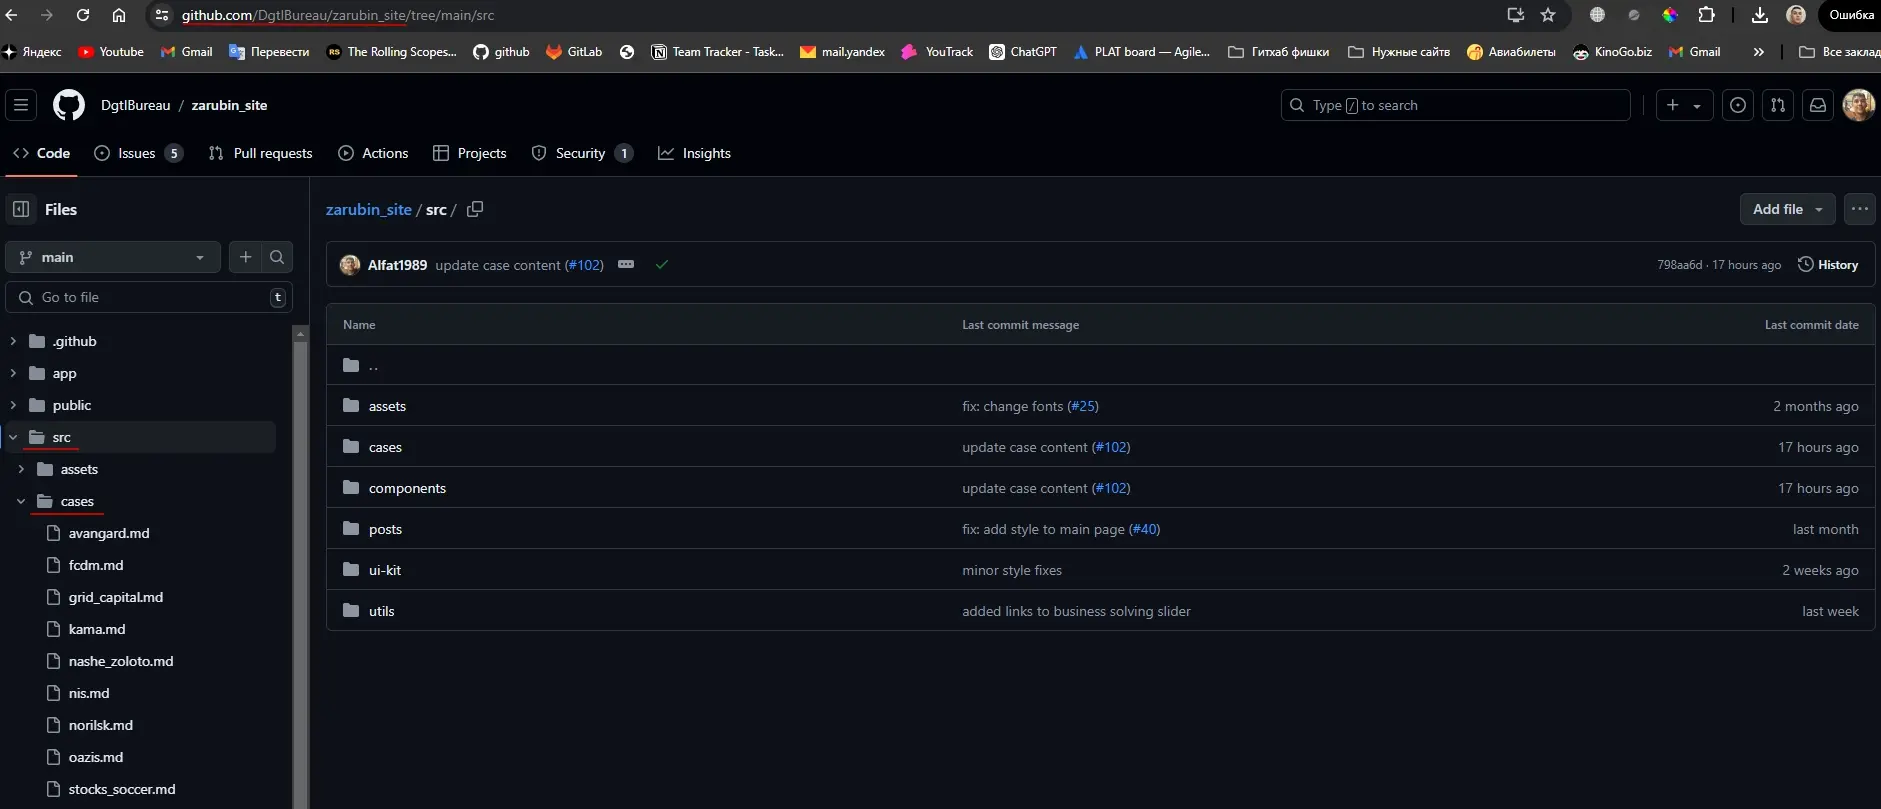 github.com/DgtlBureau/zarubin_site/tree/main/src
Ошибка
Яндекс Youtube Gmail Перевести The Rolling Scopes... github GitLab Team Tracker - Task... mail.yandex YouTrack ChatGPT PLAT board — Agile... Гитхаб фишки Нужные сайтв Авиабилеты KinoGo.biz Gmail » Все заклад
DgtlBureau / zarubin_site
Type / to search
Code Issues 5 Pull requests Actions Projects Security 1 Insights
Files
main
Go to file t
.github
app
public
src
assets
cases
avangard.md
fcdm.md
grid_capital.md
kama.md
nashe_zoloto.md
nis.md
norilsk.md
oazis.md
stocks_soccer.md
zarubin_site / src /
Add file
Alfat1989 update case content (#102)
798aa6d · 17 hours ago History
Name Last commit message Last commit date
..
assets fix: change fonts (#25) 2 months ago
cases update case content (#102) 17 hours ago
components update case content (#102) 17 hours ago
posts fix: add style to main page (#40) last month
ui-kit minor style fixes 2 weeks ago
utils added links to business solving slider last week